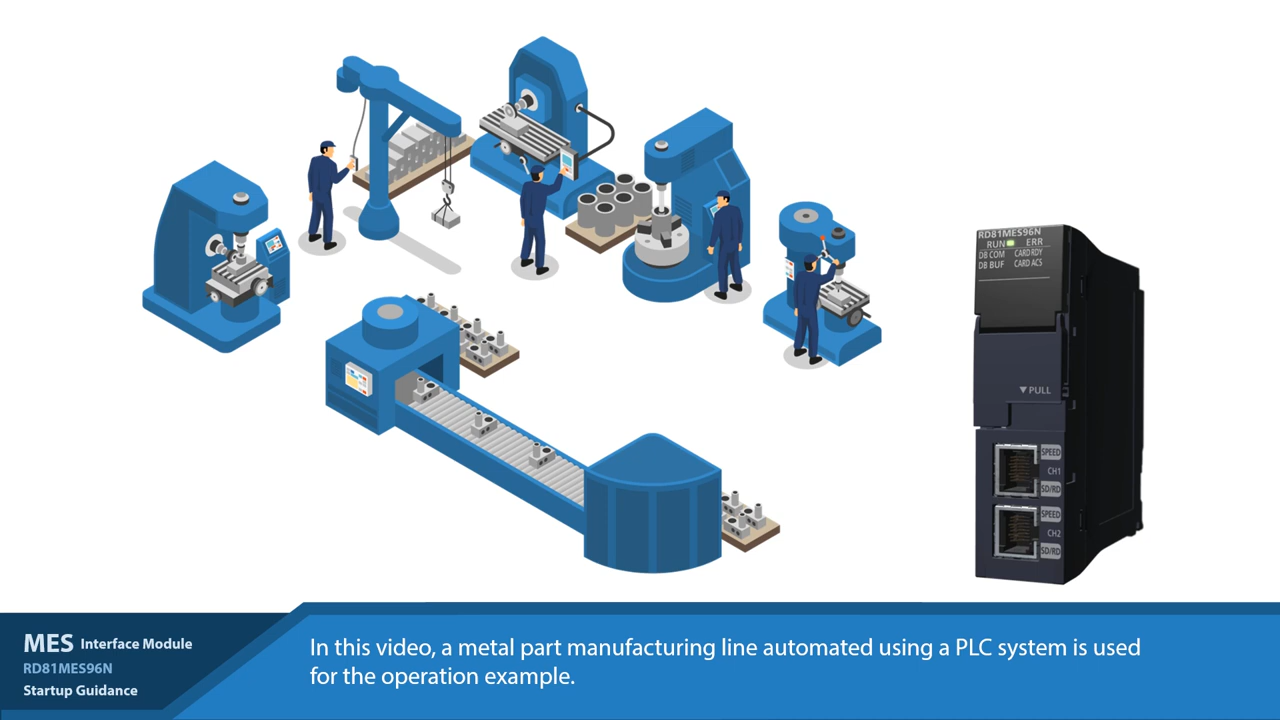 RD81MES96N
RUN ERR
DB COM CARD RDY
DB BUF CARD ACS
▼ PULL
SPEED
CH1
SD/RD
SPEED
CH2
SD/RD
MES Interface Module
RD81MES96N
Startup Guidance
In this video, a metal part manufacturing line automated using a PLC system is used
for the operation example.